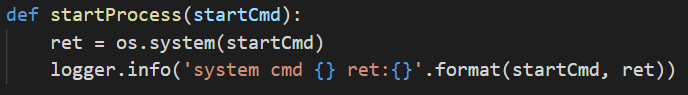 def startProcess(startCmd):
    ret = os.system(startCmd)
    logger.info('system cmd {} ret:{}'.format(startCmd, ret))